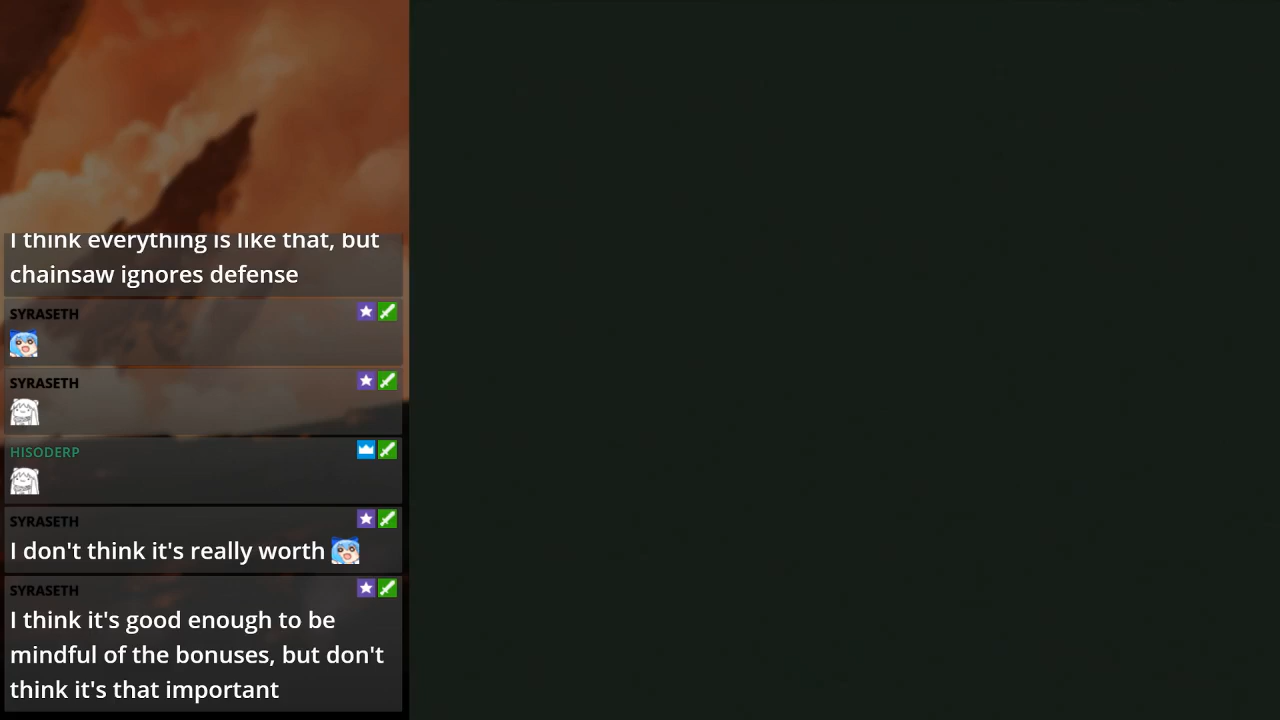 I think everything is like that, but
chainsaw ignores defense
SYRASETH
SYRASETH
HISODERP
SYRASETH
I don't think it's really worth
SYRASETH
I think it's good enough to be
mindful of the bonuses, but don't
think it's that important